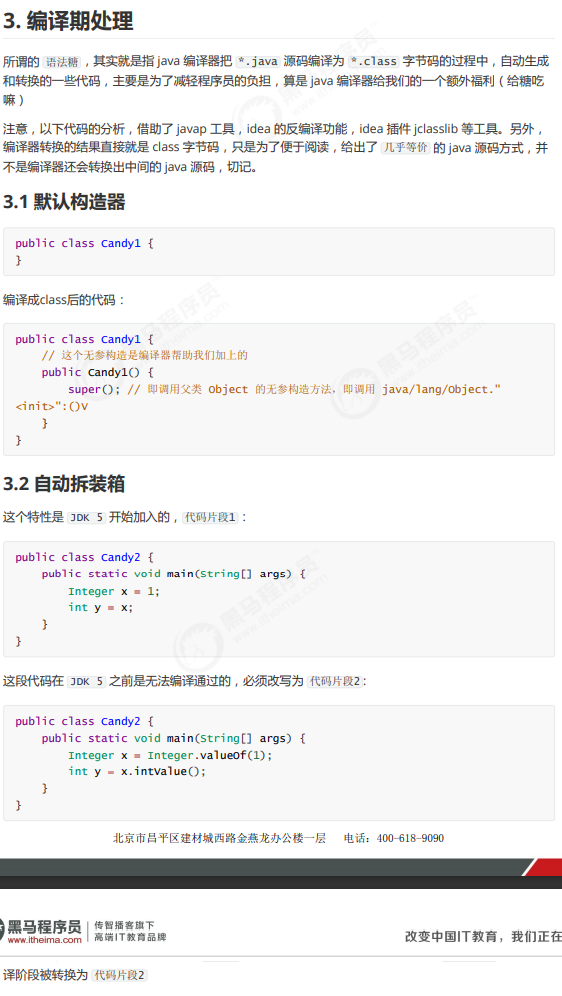 3. 编译期处理
所谓的 语法糖 ，其实就是指 java 编译器把 *.java 源码编译为 *.class 字节码的过程中，自动生成
和转换的一些代码，主要是为了减轻程序员的负担，算是 java 编译器给我们的一个额外福利（给糖吃
嘛）
注意，以下代码的分析，借助了 javap 工具，idea 的反编译功能，idea 插件 jclasslib 等工具。另外，
编译器转换的结果直接就是 class 字节码，只是为了便于阅读，给出了 几乎等价 的 java 源码方式，并
不是编译器还会转换出中间的 java 源码，切记。
3.1 默认构造器
public class Candy1 {
}
编译成class后的代码：
public class Candy1 {
// 这个无参构造是编译器帮助我们加上的
public Candy1() {
super(); // 即调用父类 Object 的无参构造方法，即调用 java/lang/Object."
<init>":()V
}
}
3.2 自动拆装箱
这个特性是 JDK 5 开始加入的， 代码片段1 ：
public class Candy2 {
public static void main(String[] args) {
Integer x = 1;
int y = x;
}
}
这段代码在 JDK 5 之前是无法编译通过的，必须改写为 代码片段2 :
public class Candy2 {
public static void main(String[] args) {
Integer x = Integer.valueOf(1);
int y = x.intValue();
}
}
北京市昌平区建材城西路金燕龙办公楼一层 电话：400-618-9090
黑马程序员 传智播客旗下
www.itheima.com 高端IT教育品牌
改变中国IT教育，我们正在
译阶段被转换为 代码片段2